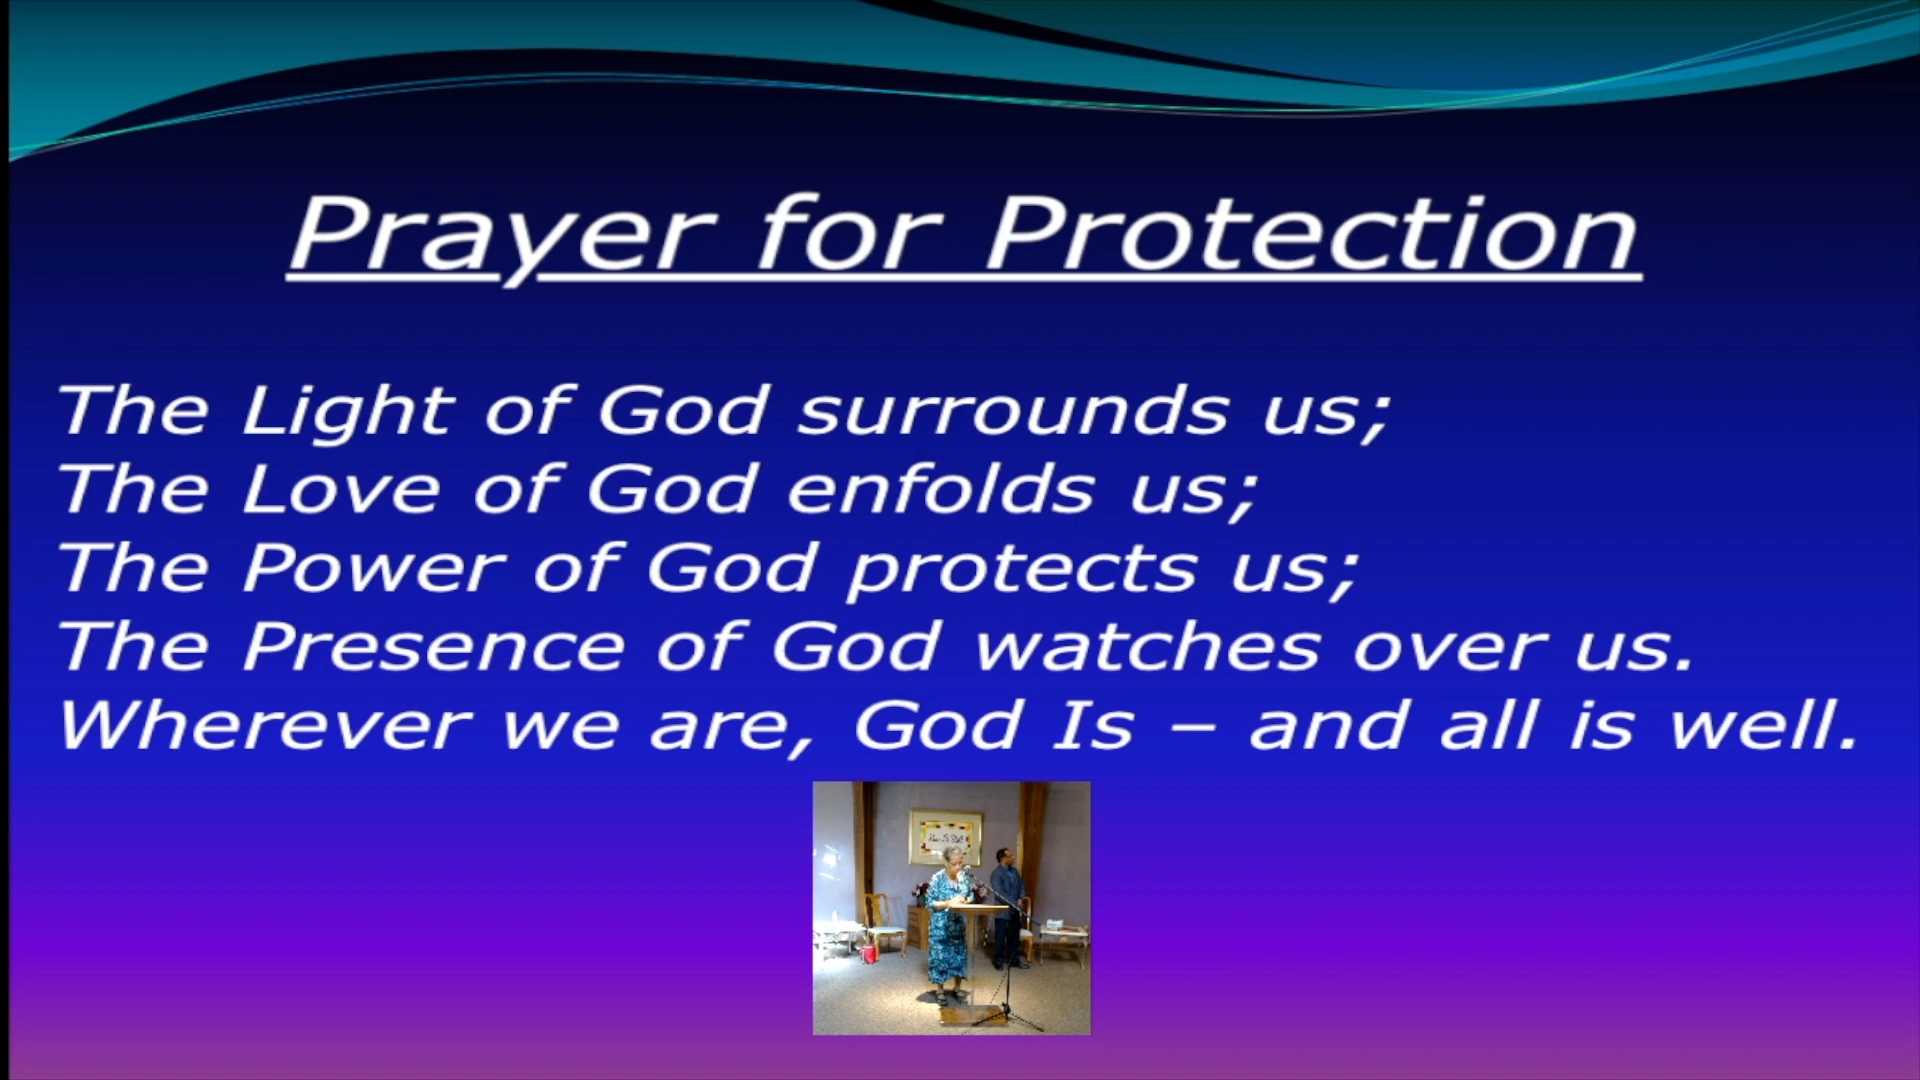 Prayer for Protection
The Light of God surrounds us;
The Love of God enfolds us;
The Power of God protects us;
The Presence of God watches over us.
Wherever we are, God Is – and all is well.